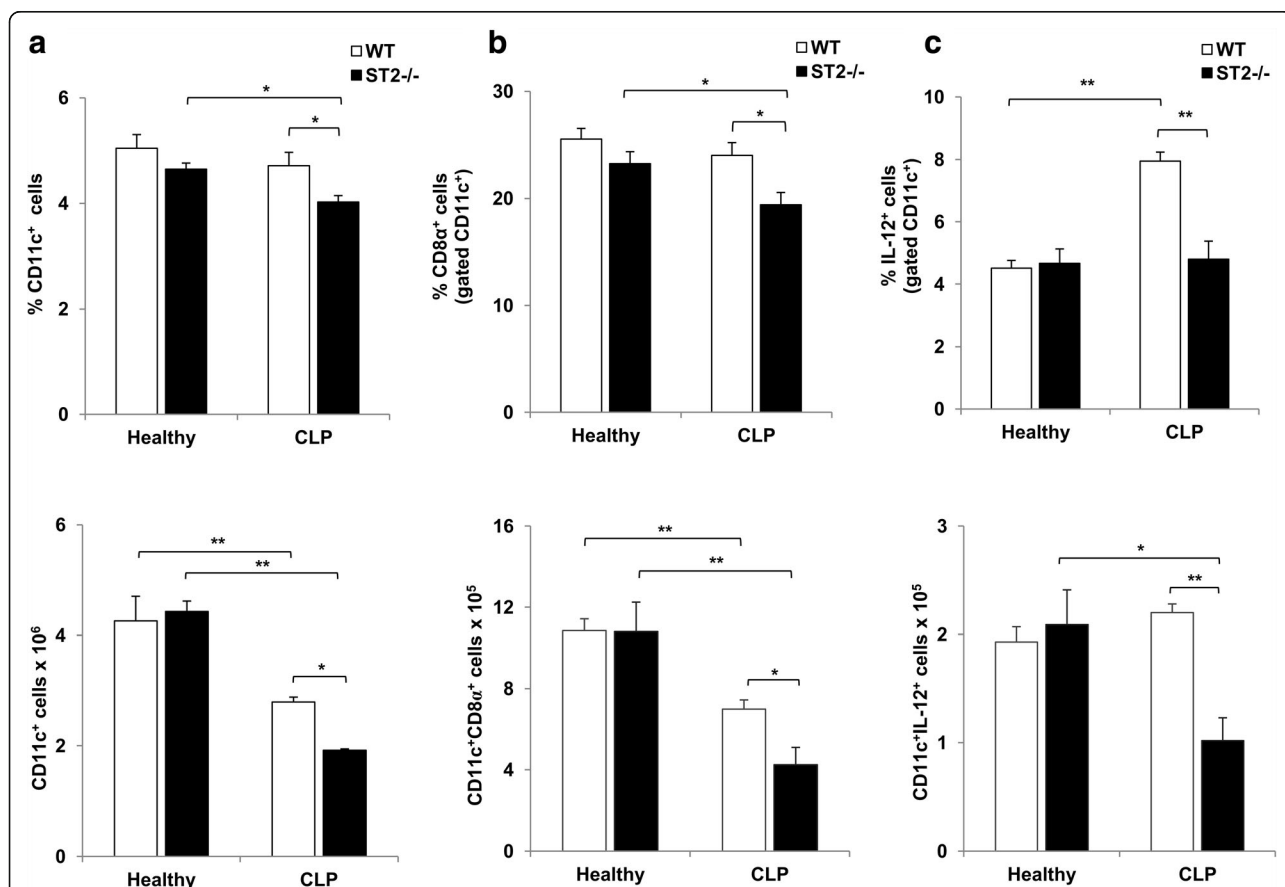 a
WT
ST2-/-
*
*
% CD11c+ cells
6
4
2
0
Healthy CLP
b
WT
ST2-/-
*
*
% CD8α+ cells
(gated CD11c+)
30
20
10
0
Healthy CLP
c
WT
ST2-/-
**
**
% IL-12+ cells
(gated CD11c+)
10
8
6
4
2
0
Healthy CLP
**
**
*
CD11c+ cells x 10⁶
6
4
2
0
Healthy CLP
**
**
*
CD11c+CD8α+ cells x 10⁵
16
12
8
4
0
Healthy CLP
*
**
CD11c+IL-12+ cells x 10⁵
3
2
1
0
Healthy CLP